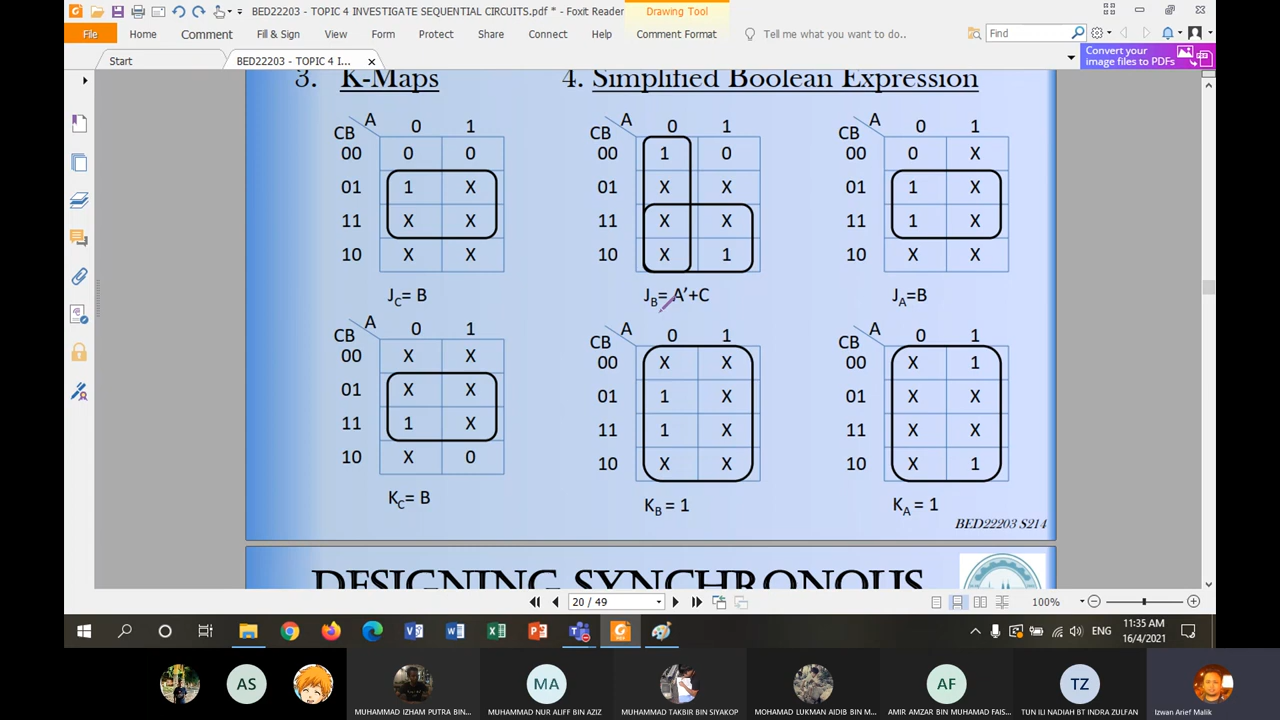 BED22203 - TOPIC 4 INVESTIGATE SEQUENTIAL CIRCUITS.pdf * - Foxit Reader
Drawing Tool
File Home Comment Fill & Sign View Form Protect Share Connect Help Comment Format Tell me what you want to do.. Find
Start BED22203 - TOPIC 4 I...
Convert your
image files to PDFs
3. K-Maps 4. Simplified Boolean Expression
A A A
CB 0 1 CB 0 1 CB 0 1
00 0 0 00 1 0 00 0 X
01 1 X 01 X X 01 1 X
11 X X 11 X X 11 1 X
10 X X 10 X 1 10 X X
JC= B JB= A’+C JA=B
A A A
CB 0 1 CB 0 1 CB 0 1
00 X X 00 X X 00 X 1
01 X X 01 1 X 01 X X
11 1 X 11 1 X 11 X X
10 X 0 10 X X 10 X 1
KC= B KB = 1 KA = 1
BED22203 S214
DESIGNING SYNCHRONOUS
20 / 49 100%
ENG 11:35 AM
16/4/2021
AS MA AF TZ
MUHAMMAD IZHAM PUTRA BIN... MUHAMMAD NUR ALIFF BIN AZIZ MUHAMMAD TAKBIR BIN SIYAKOP MOHAMAD LUKMAN AIDIB BIN M... AMIR AMZAR BIN MUHAMAD FAIS... TUN ILI NADIAH BT INDRA ZULFAN Izwan Arief Malik